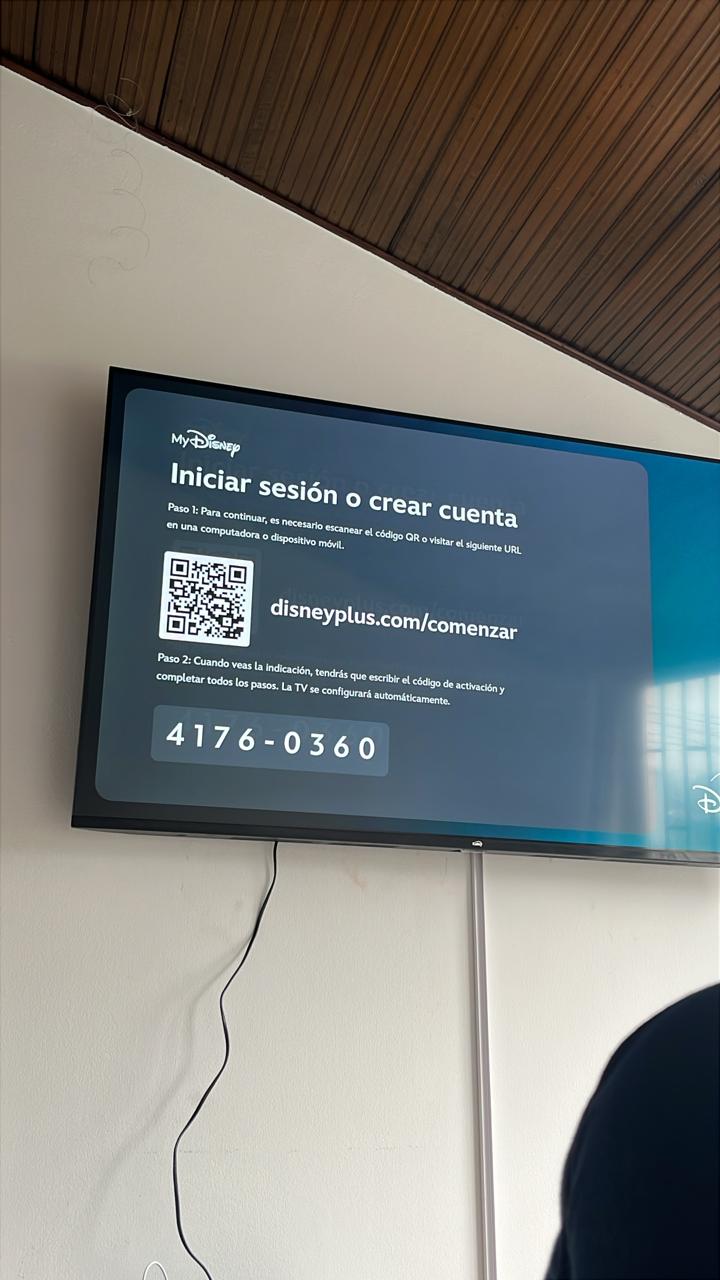 My Disney
Iniciar sesión o crear cuenta
Paso 1: Para continuar, es necesario escanear el código QR o visitar el siguiente URL
en una computadora o dispositivo móvil.
disneyplus.com/comenzar
Paso 2: Cuando veas la indicación, tendrás que escribir el código de activación y
completar todos los pasos. La TV se configurará automáticamente.
4176-0360
D